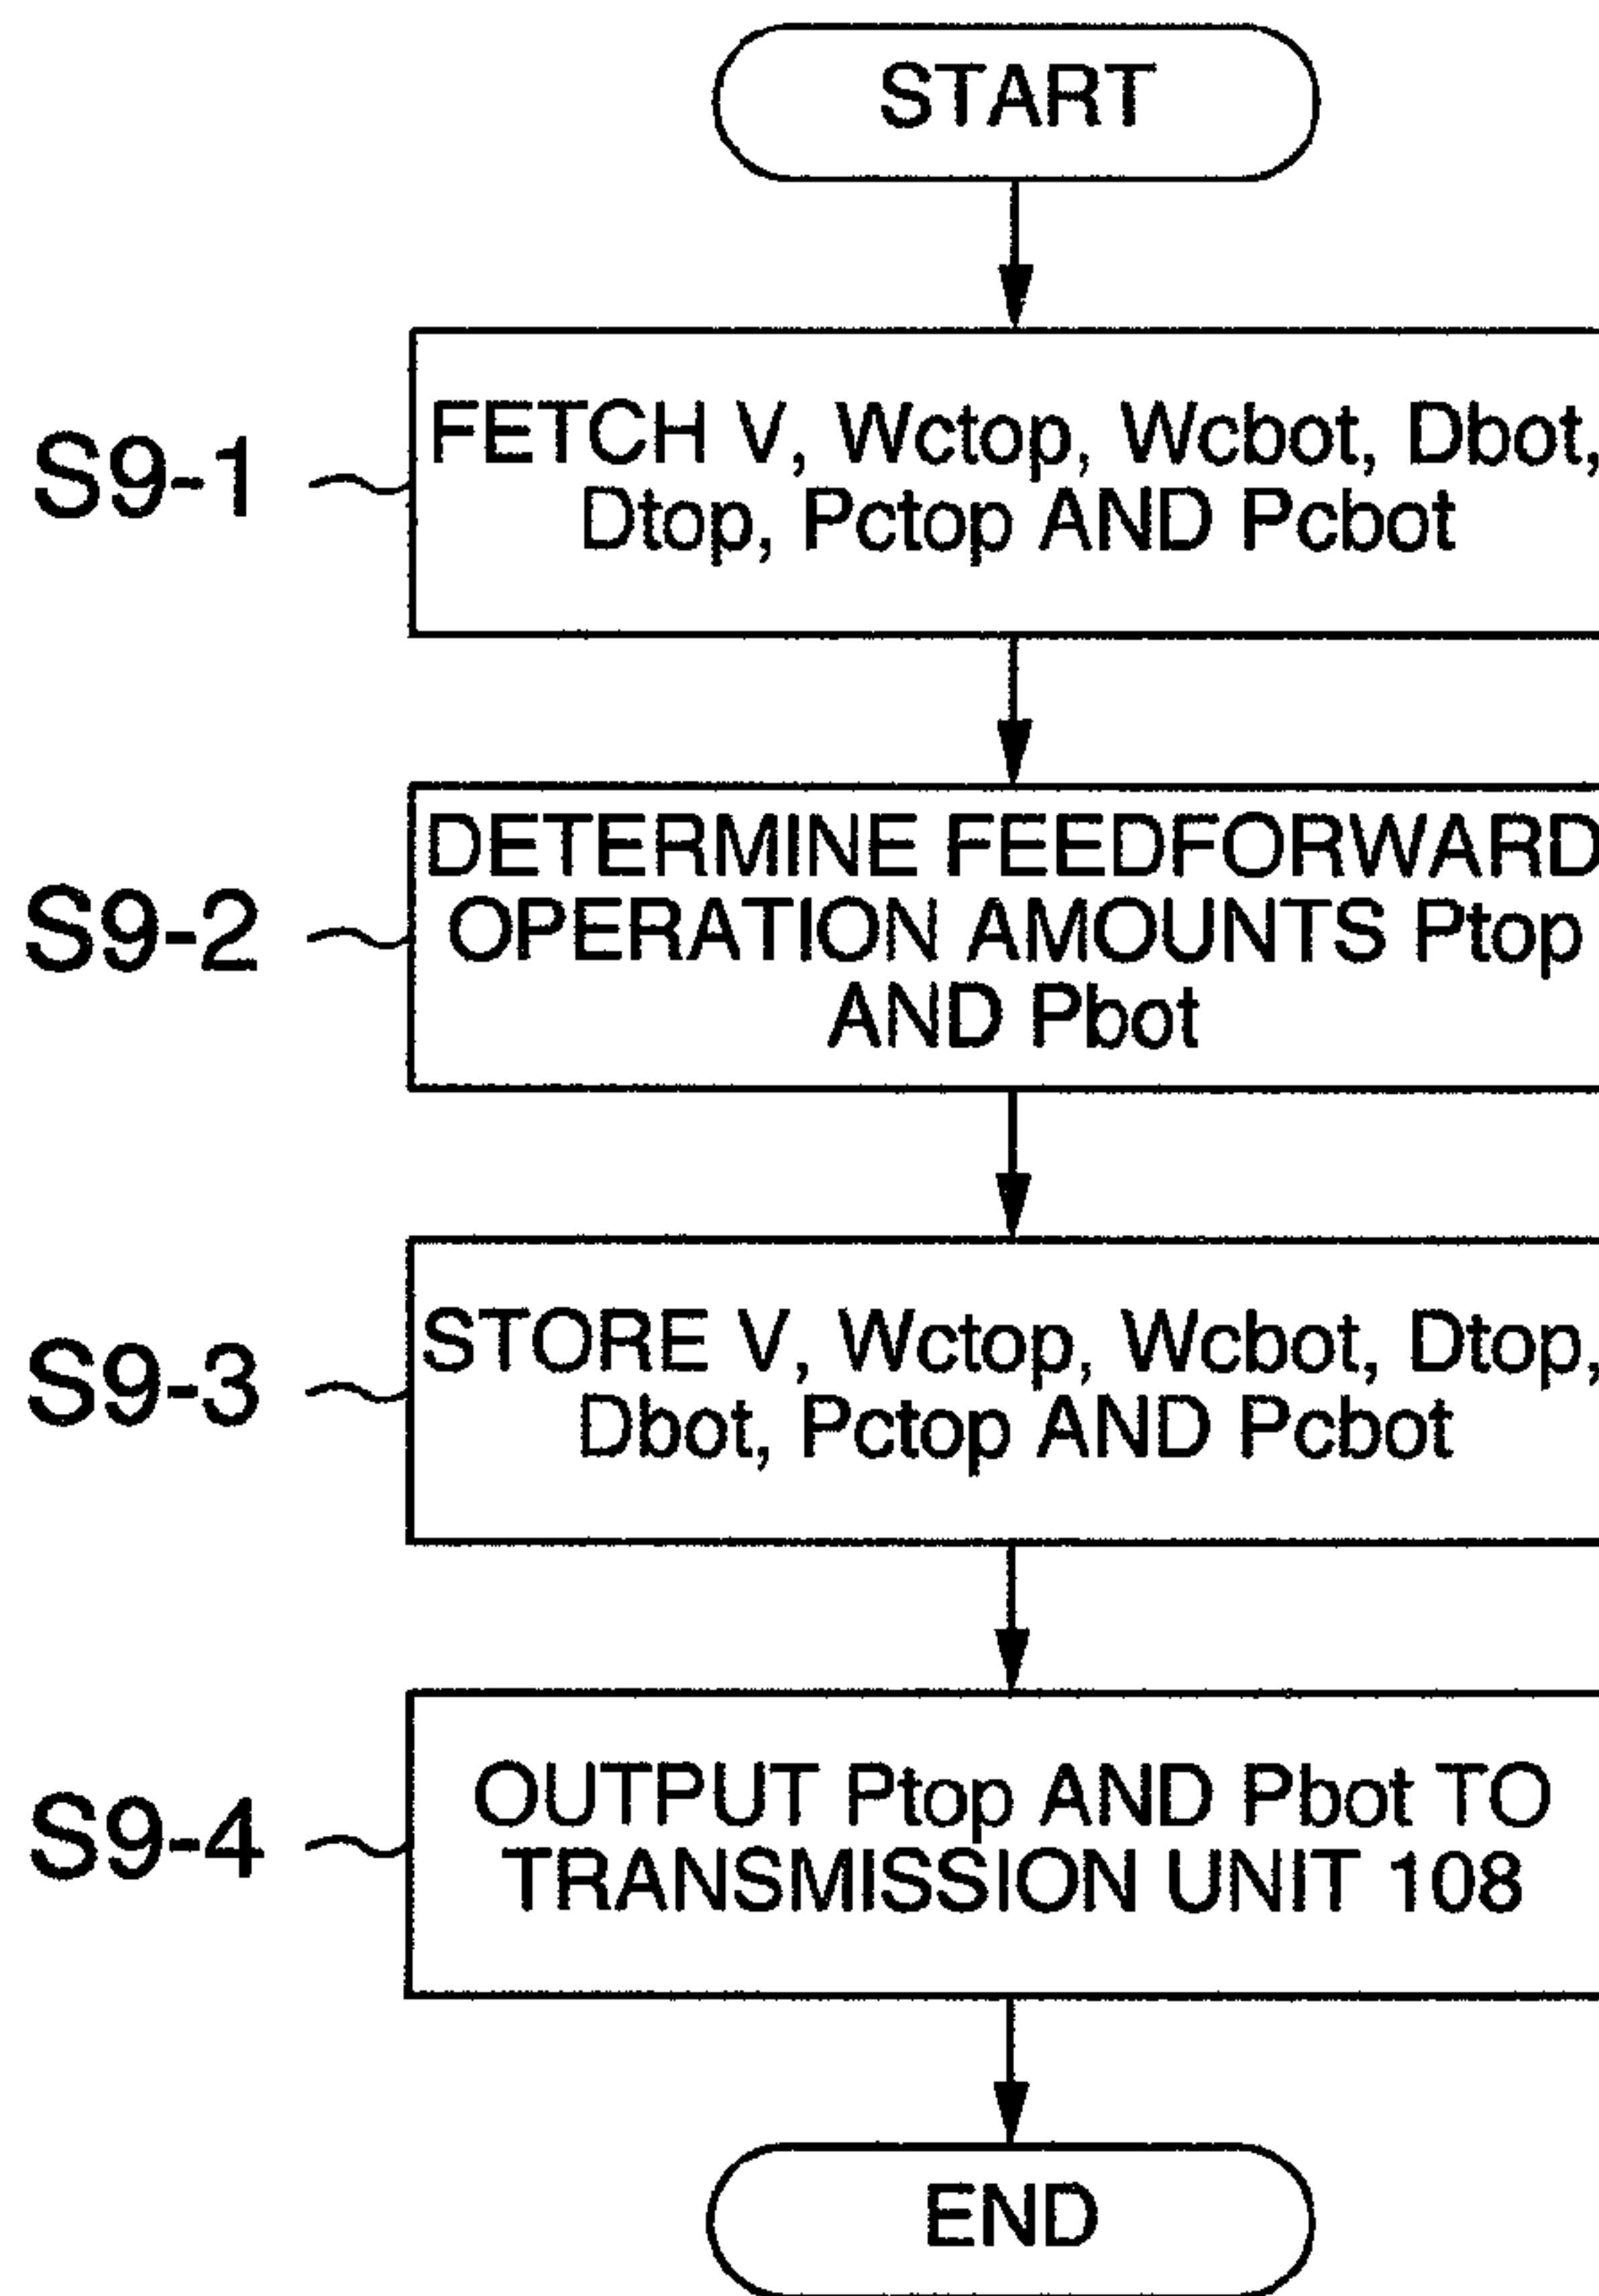 START
S9-1
FETCH V, Wctop, Wcbot, Dbot,
Dtop, Pctop AND Pcbot
S9-2
DETERMINE FEEDFORWARD
OPERATION AMOUNTS Ptop
AND Pbot
S9-3
STORE V, Wctop, Wcbot, Dtop,
Dbot, Pctop AND Pcbot
S9-4
OUTPUT Ptop AND Pbot TO
TRANSMISSION UNIT 108
END